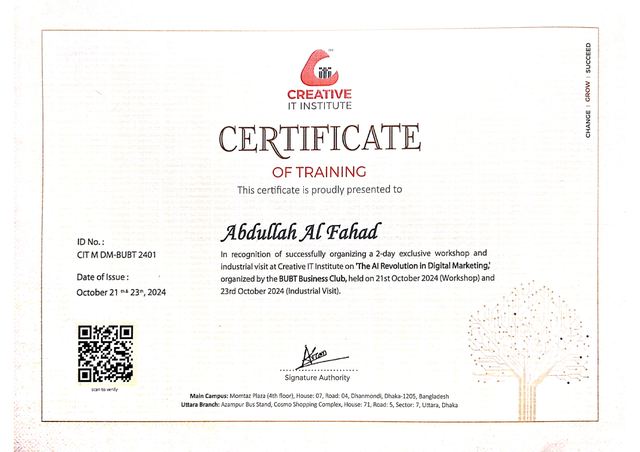 CREATIVE
IT INSTITUTE
CHANGE | GROW | SUCCEED
CERTIFICATE
OF TRAINING
This certificate is proudly presented to
Abdullah Al Fahad
ID No. :
CIT M DM-BUBT 2401
Date of Issue :
October 21 23, 2024
In recognition of successfully organizing a 2-day exclusive workshop and
industrial visit at Creative IT Institute on 'The AI Revolution in Digital Marketing,'
organized by the BUBT Business Club, held on 21st October 2024 (Workshop) and
23rd October 2024 (Industrial Visit).
scan to verify
Signature Authority
Main Campus: Momtaz Plaza (4th floor), House: 07, Road: 04, Dhanmondi, Dhaka-1205, Bangladesh
Uttara Branch: Azampur Bus Stand, Cosmo Shopping Complex, House: 71, Road: 5, Sector: 7, Uttara, Dhaka